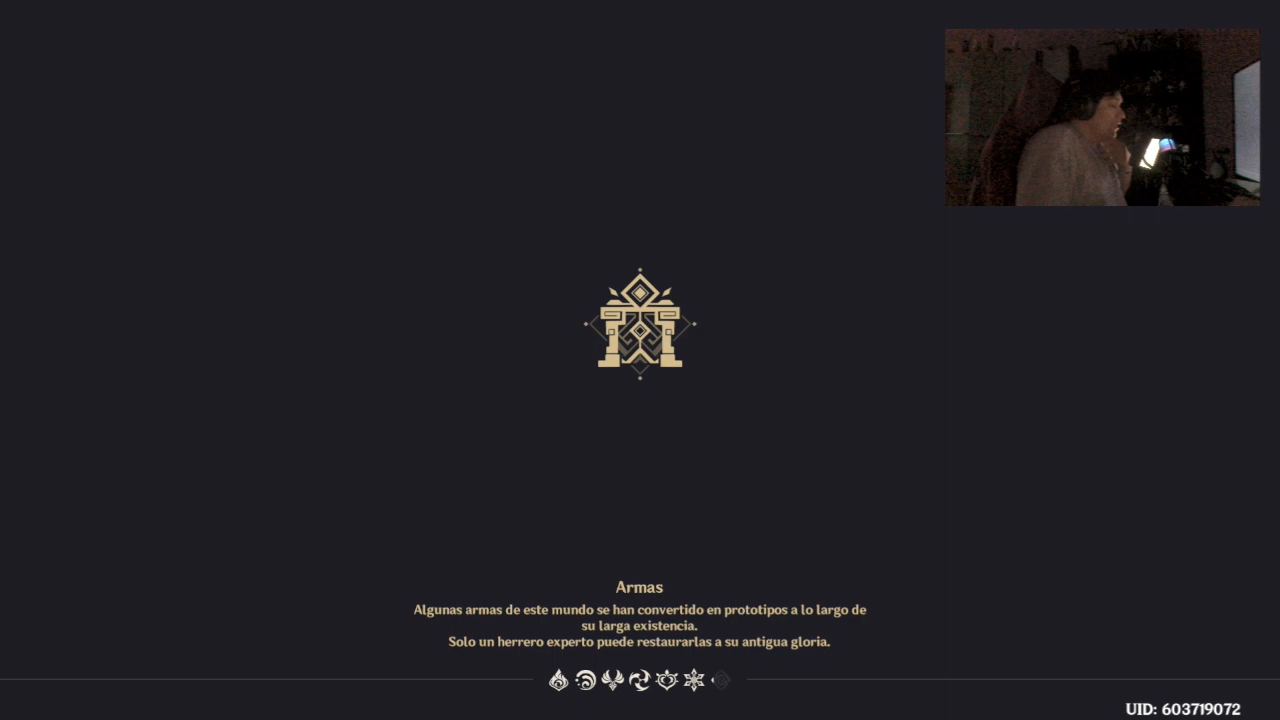 Armas
Algunas armas de este mundo se han convertido en prototipos a lo largo de
su larga existencia.
Solo un herrero experto puede restaurarlas a su antigua gloria.
UID: 603719072